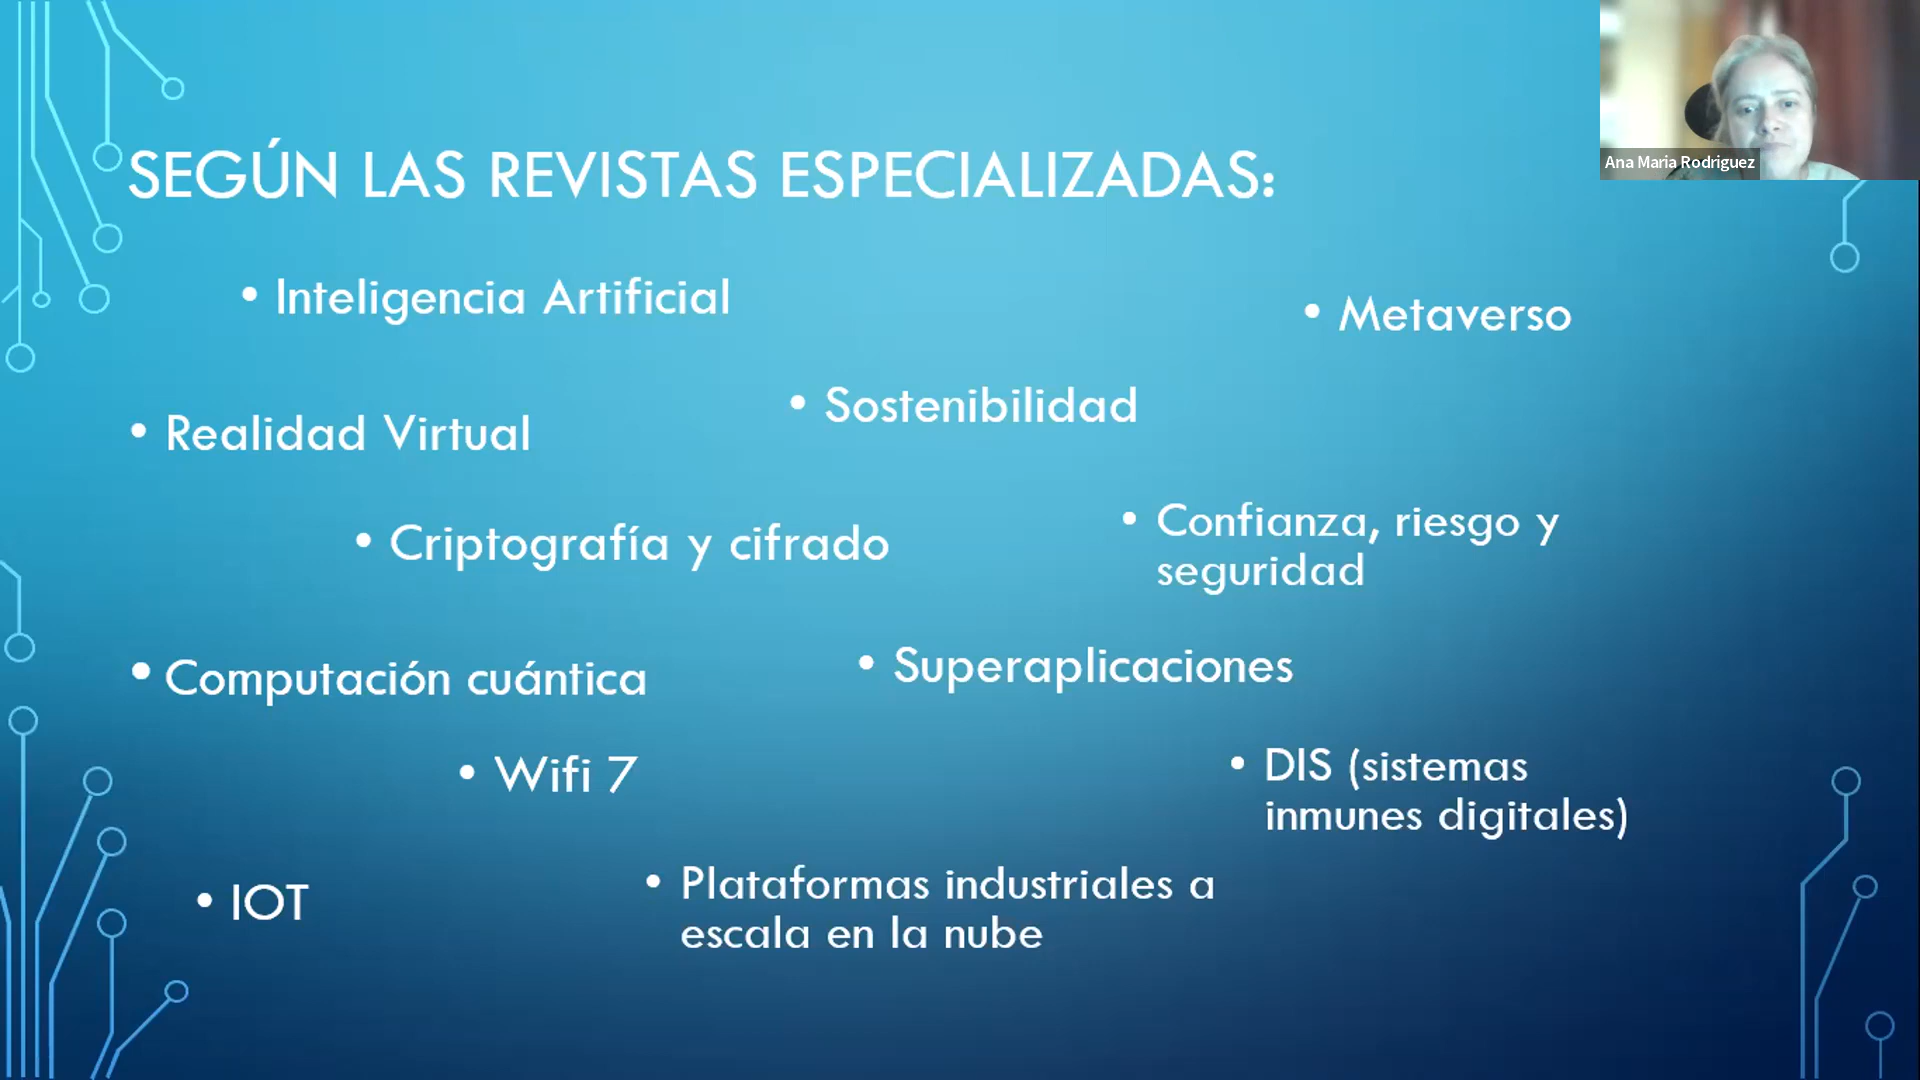 Ana Maria Rodriguez
SEGÚN LAS REVISTAS ESPECIALIZADAS:
• Inteligencia Artificial
• Metaverso
• Sostenibilidad
• Realidad Virtual
• Criptografía y cifrado
• Confianza, riesgo y
seguridad
• Computación cuántica
• Superaplicaciones
• Wifi 7
• DIS (sistemas
inmunes digitales)
• IOT
• Plataformas industriales a
escala en la nube